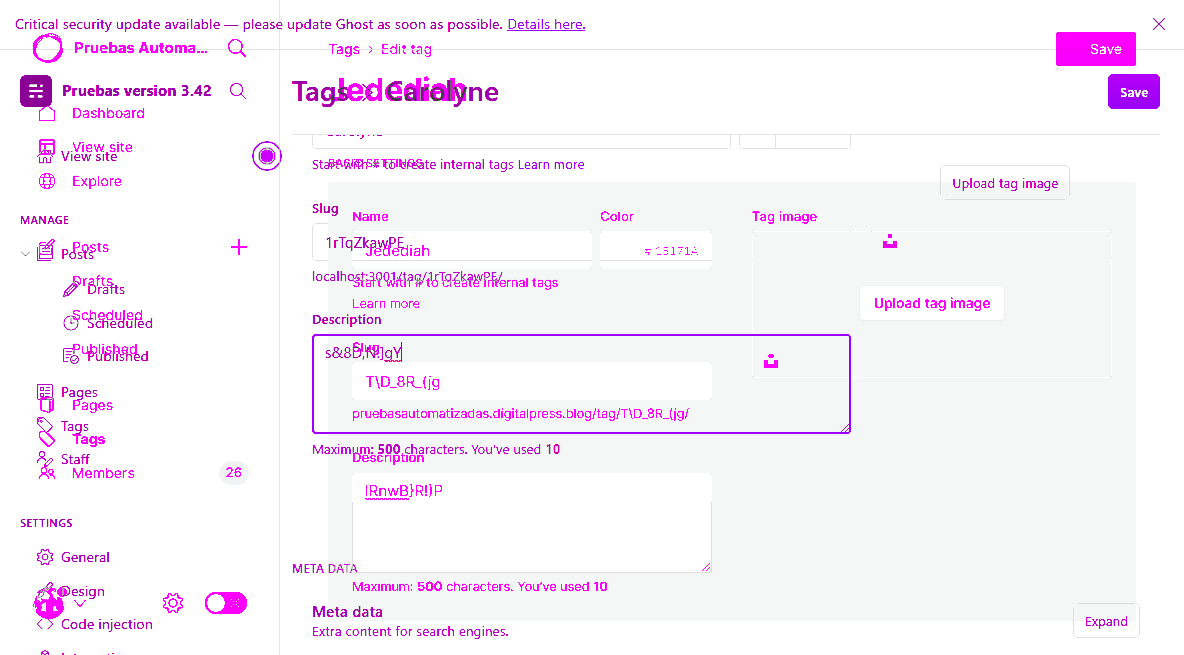 Critical security update available — please update Ghost as soon as possible. Details here.
Pruebas Automa...
Tags › Edit tag
Save
Pruebas version 3.42
Jedediah
Tags › Carolyne
Save
Dashboard
View site
View site
Explore
Start with # to create internal tags Learn more
BASIC SETTINGS
Upload tag image
MANAGE
Slug
Name
Color
Tag image
Posts
Posts
1rTqZkawPE
Jedediah
# 15171A
localhost:3001/tag/1rTqZkawPE/
Start with # to create internal tags
Learn more
Upload tag image
Drafts
Drafts
Scheduled
Scheduled
Published
Published
Description
Slug
T\D_8R_(jg
pruebasautomatizadas.digitalpress.blog/tag/T\D_8R_(jg/
Pages
Pages
Tags
Tags
Staff
Members
26
Maximum: 500 characters. You've used 10
Description
lRnwB}R!)P
SETTINGS
General
META DATA
Maximum: 500 characters. You've used 10
Design
Code injection
Meta data
Extra content for search engines.
Expand